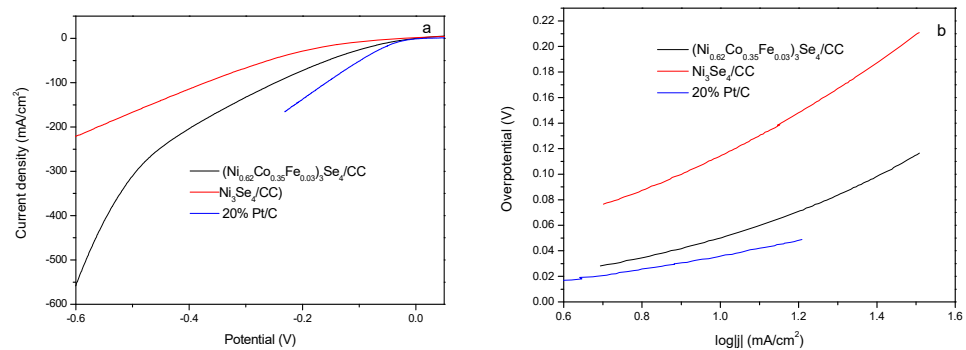 a
0
-100
-200
-300
-400
-500
-600
Current density (mA/cm²)
(Ni₀.₆₂Co₀.₃₅Fe₀.₀₃)₃Se₄/CC
Ni₃Se₄/CC)
20% Pt/C
-0.6
-0.4
-0.2
0.0
Potential (V)
b
0.22
0.20
0.18
0.16
0.14
0.12
0.10
0.08
0.06
0.04
0.02
0.00
Overpotential (V)
(Ni₀.₆₂Co₀.₃₅Fe₀.₀₃)₃Se₄/CC
Ni₃Se₄/CC
20% Pt/C
0.6
0.8
1.0
1.2
1.4
1.6
log|j| (mA/cm²)